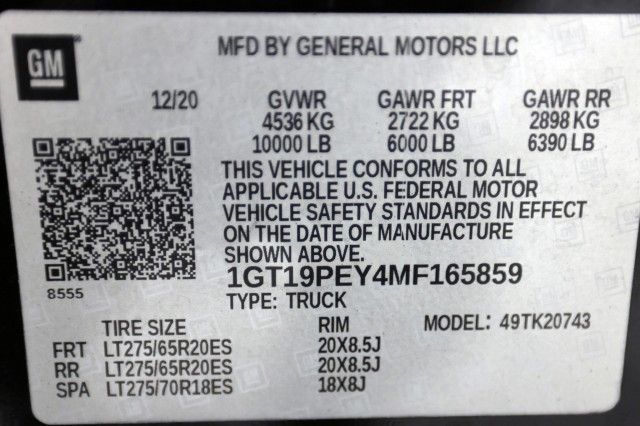 GM
MFD BY GENERAL MOTORS LLC
12/20 GVWR GAWR FRT GAWR RR
4536 KG 2722 KG 2898 KG
10000 LB 6000 LB 6390 LB
THIS VEHICLE CONFORMS TO ALL
APPLICABLE U.S. FEDERAL MOTOR
VEHICLE SAFETY STANDARDS IN EFFECT
ON THE DATE OF MANUFACTURE
SHOWN ABOVE.
8555
1GT19PEY4MF165859
TYPE: TRUCK
TIRE SIZE RIM MODEL: 49TK20743
FRT LT275/65R20ES 20X8.5J
RR LT275/65R20ES 20X8.5J
SPA LT275/70R18ES 18X8J